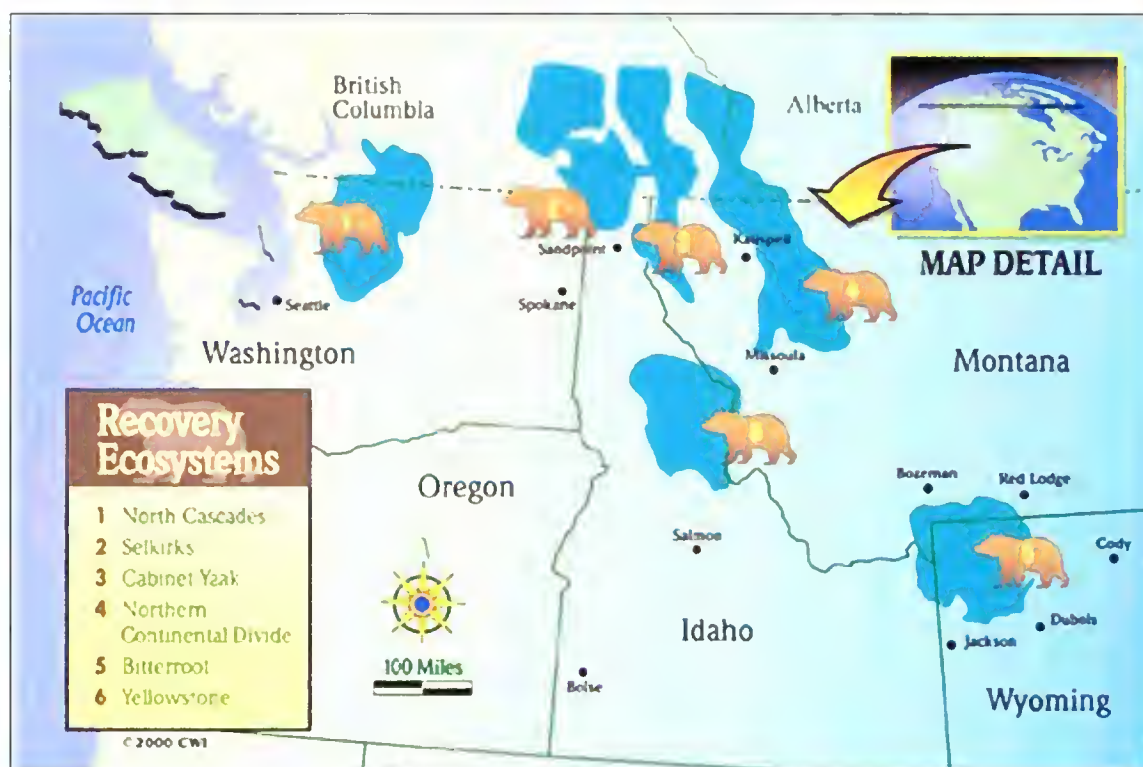 British
Columbia
Alberta
MAP DETAIL
Sandpoint
Kalispell
Pacific
Ocean
Seattle
Spokane
Washington
Missoula
Montana
Recovery
Ecosystems
1 North Cascades
2 Selkirks
3 Cabinet Yaak
4 Northern
Continental Divide
5 Bitterroot
6 Yellowstone
Oregon
Bozeman
Red Lodge
Salmon
Cody
Idaho
Dubois
Jackson
100 Miles
Boise
Wyoming
©2000 CWI